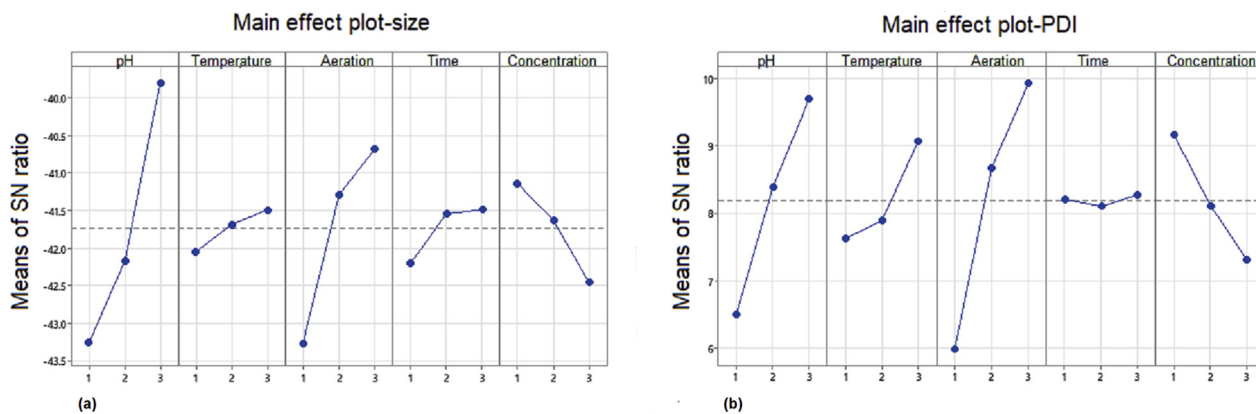 Main effect plot-size
pH Temperature Aeration Time Concentration
Means of SN ratio
-40.0
-40.5
-41.0
-41.5
-42.0
-42.5
-43.0
-43.5
1 2 3 1 2 3 1 2 3 1 2 3 1 2 3
(a)
Main effect plot-PDI
pH Temperature Aeration Time Concentration
Means of SN ratio
10
9
8
7
6
1 2 3 1 2 3 1 2 3 1 2 3 1 2 3
(b)